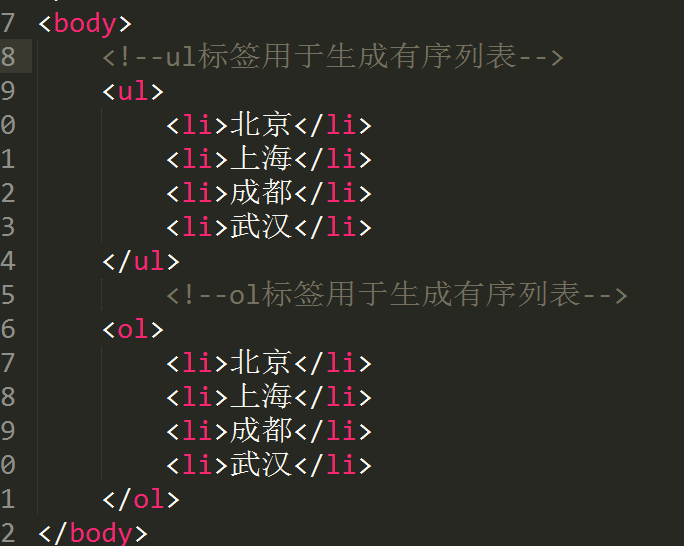 7 <body>
8 <!--ul标签用于生成有序列表-->
9 <ul>
0 <li>北京</li>
1 <li>上海</li>
2 <li>成都</li>
3 <li>武汉</li>
4 </ul>
5 <!--ol标签用于生成有序列表-->
6 <ol>
7 <li>北京</li>
8 <li>上海</li>
9 <li>成都</li>
0 <li>武汉</li>
1 </ol>
2 </body>